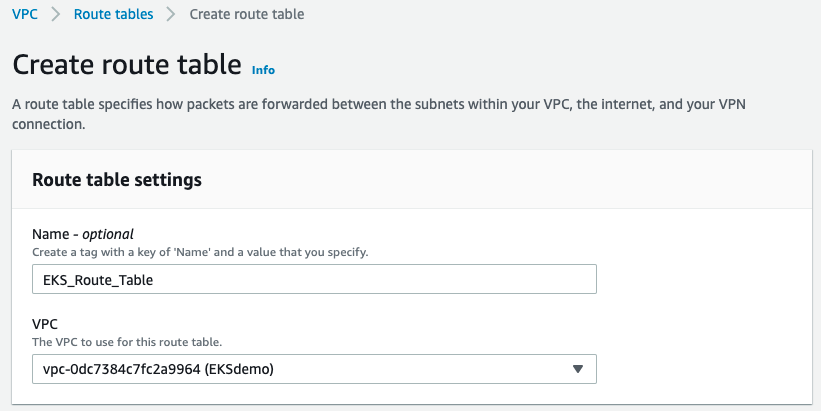 VPC > Route tables > Create route table
Create route table Info
A route table specifies how packets are forwarded between the subnets within your VPC, the internet, and your VPN
connection.
Route table settings
Name - optional
Create a tag with a key of 'Name' and a value that you specify.
EKS_Route_Table
VPC
The VPC to use for this route table.
vpc-0dc7384c7fc2a9964 (EKSdemo)